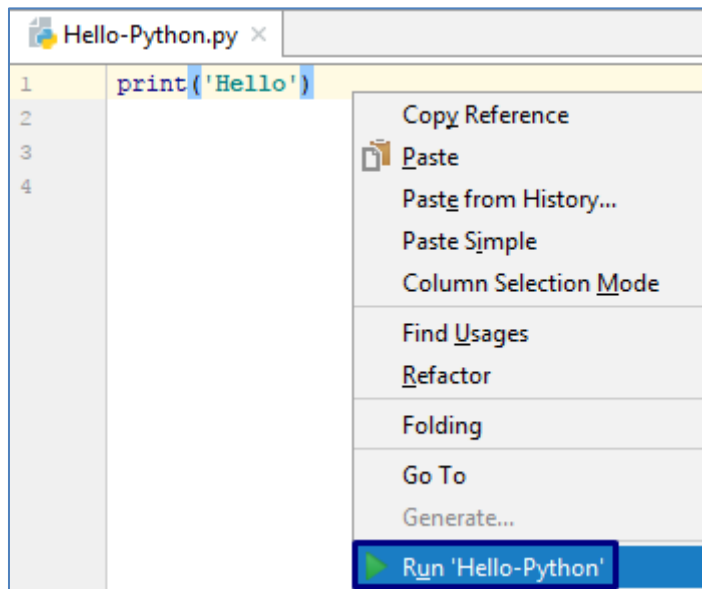 Hello-Python.py
1 print('Hello')
2
3
4
Copy Reference
Paste
Paste from History...
Paste Simple
Column Selection Mode
Find Usages
Refactor
Folding
Go To
Generate...
Run 'Hello-Python'